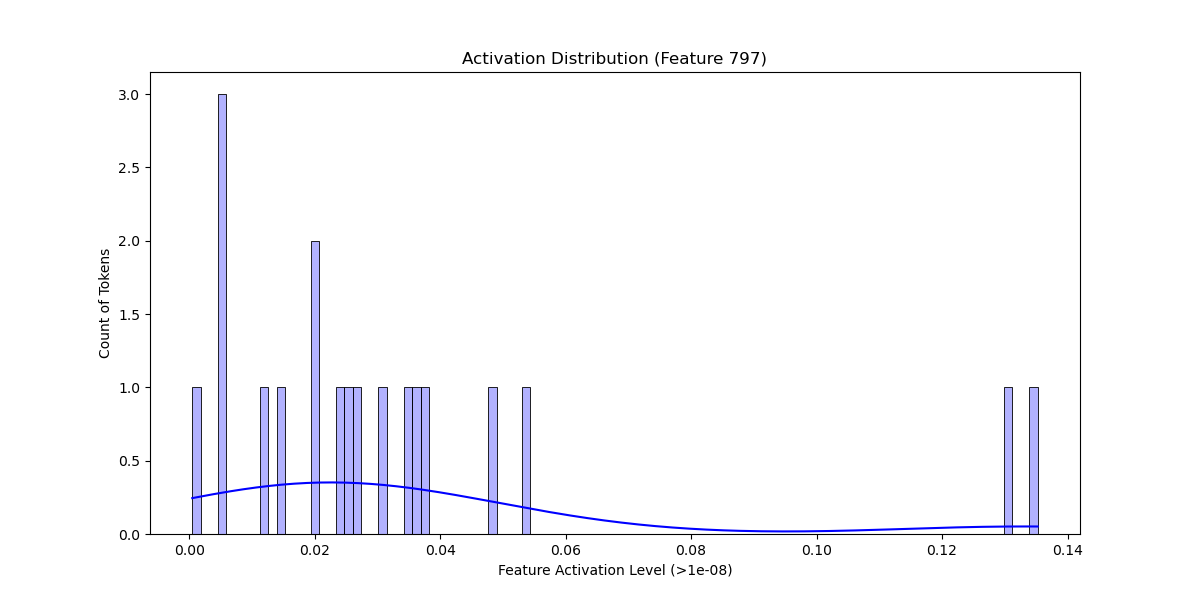 Activation Distribution (Feature 797)
3.0
2.5
2.0
1.5
1.0
0.5
0.0
Count of Tokens
0.00 0.02 0.04 0.06 0.08 0.10 0.12 0.14
Feature Activation Level (>1e-08)